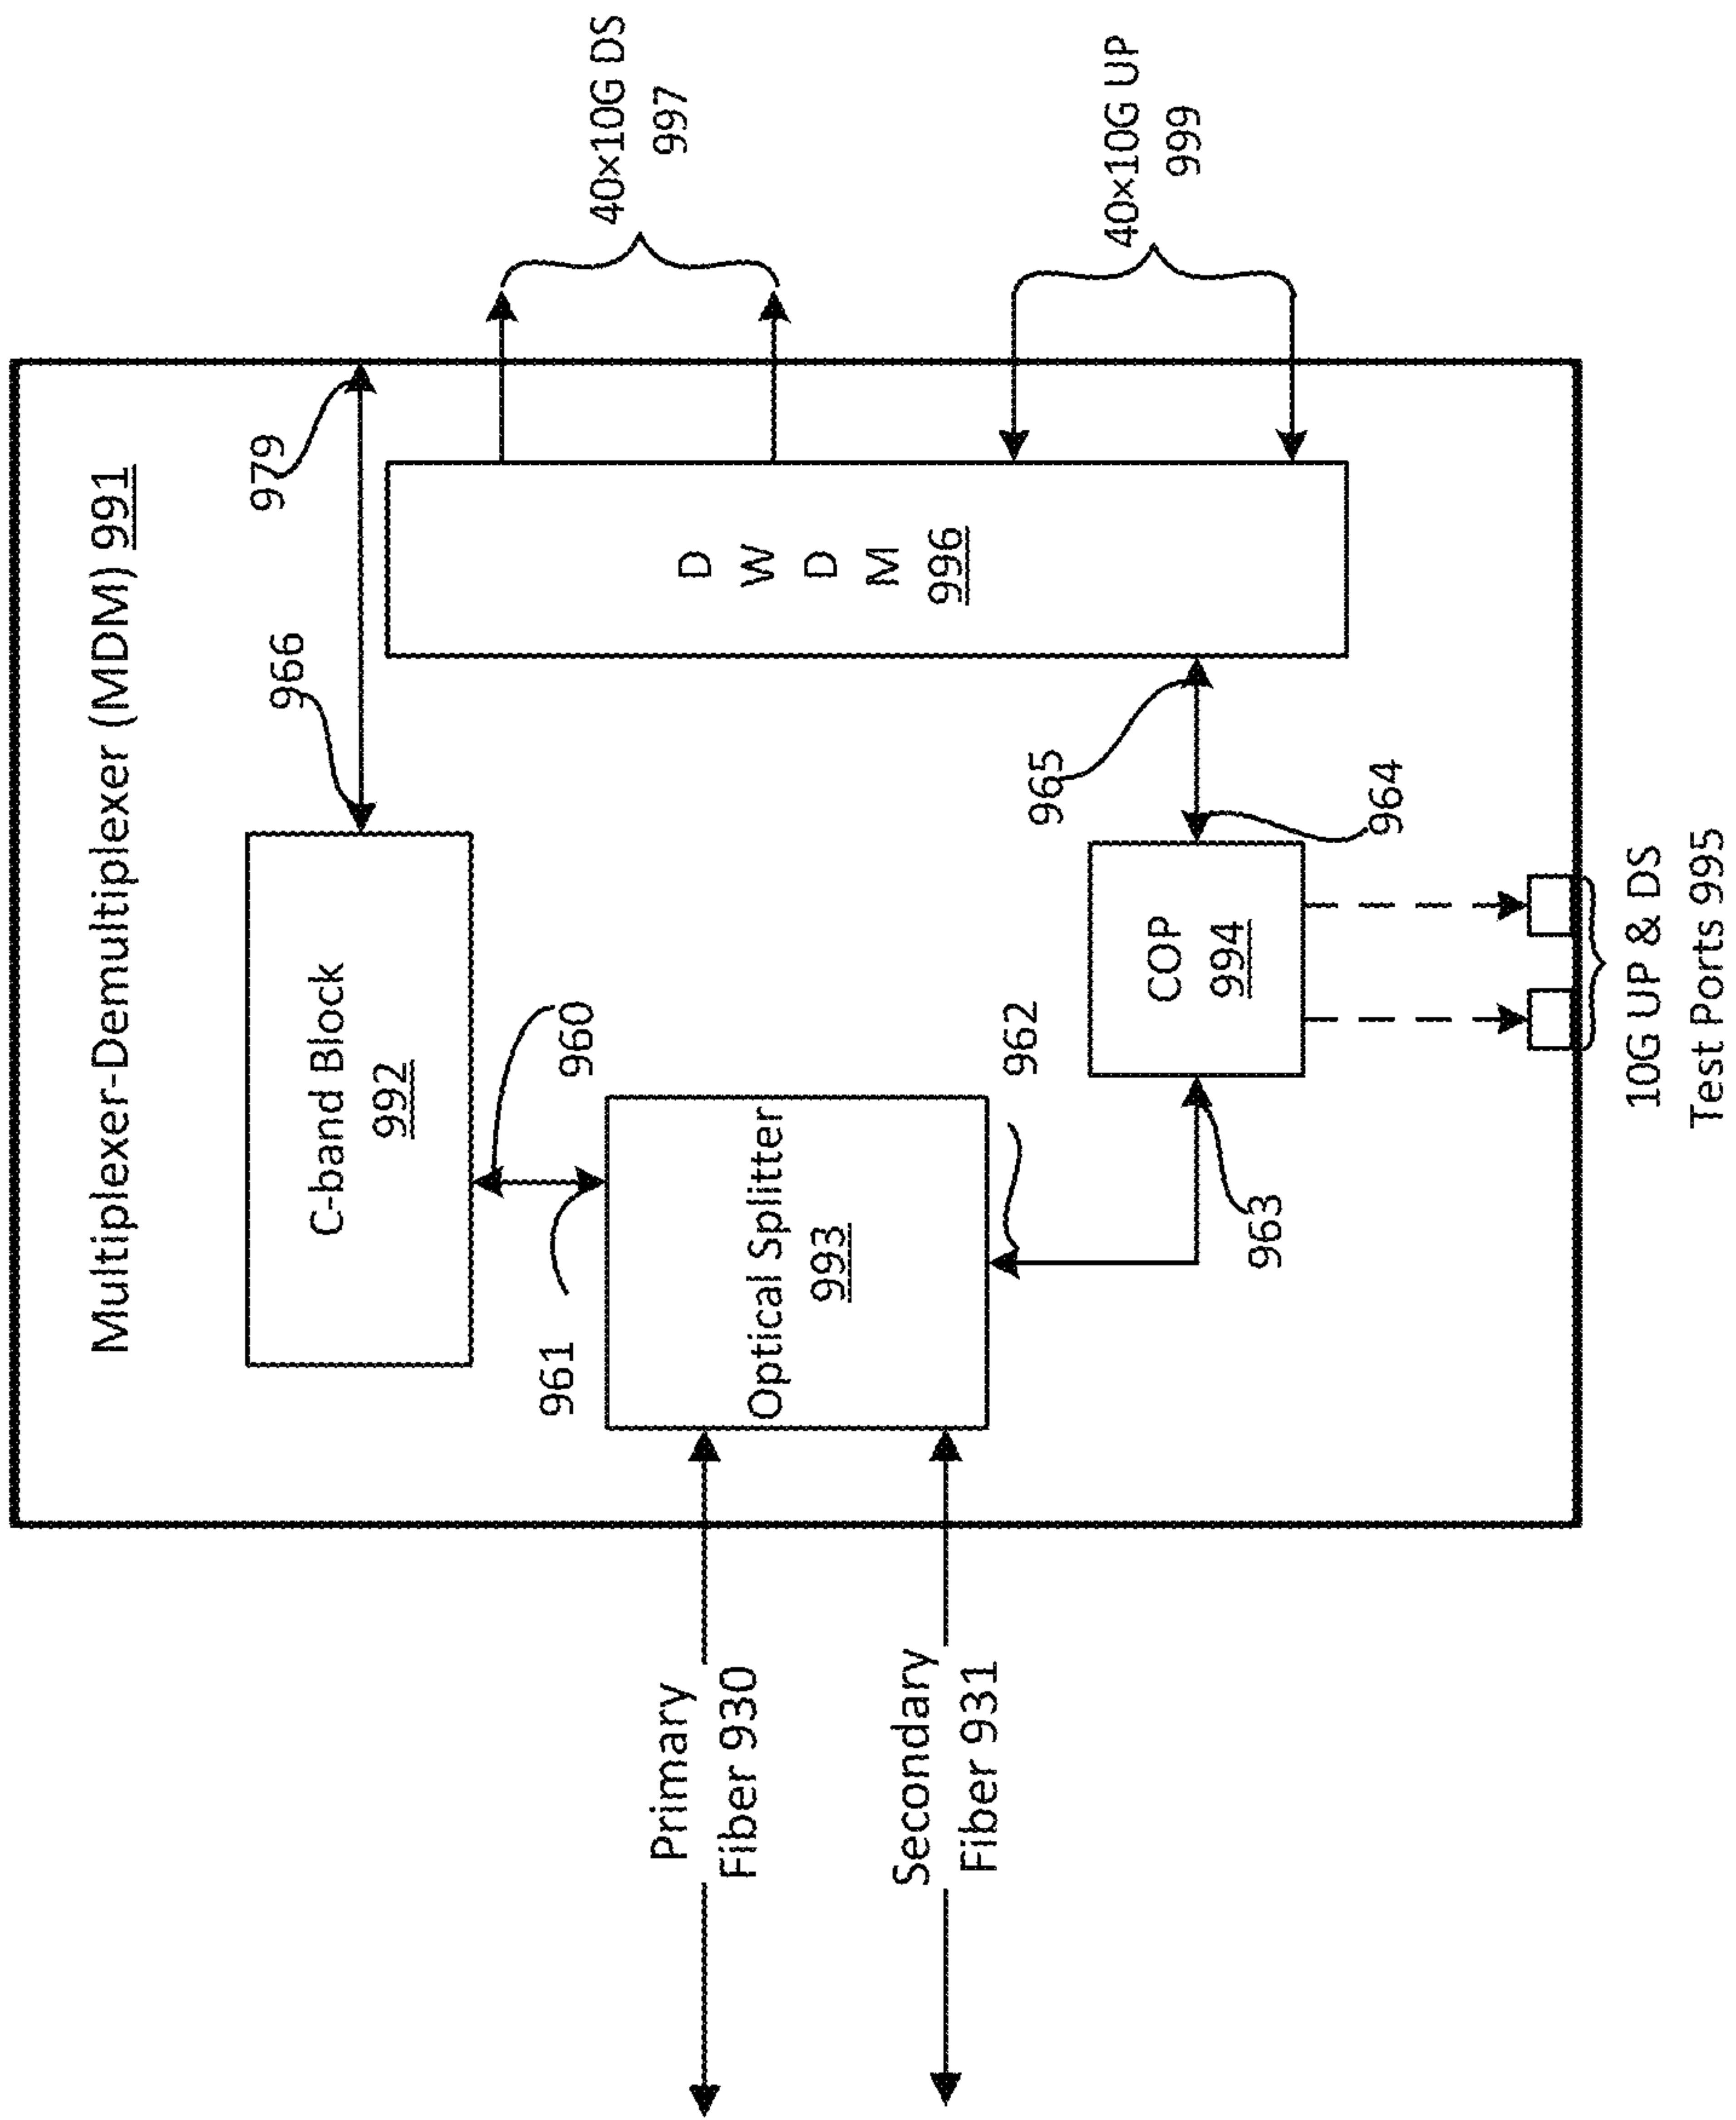 Multiplexer-Demultiplexer (MDM) 991
C-band Block
992
966
979
960
961
Primary
Fiber 930
Secondary
Fiber 931
Optical Splitter
993
962
963
COP
994
964
965
D
W
D
M
996
40×10G DS
997
40×10G UP
999
10G UP & DS
Test Ports 995